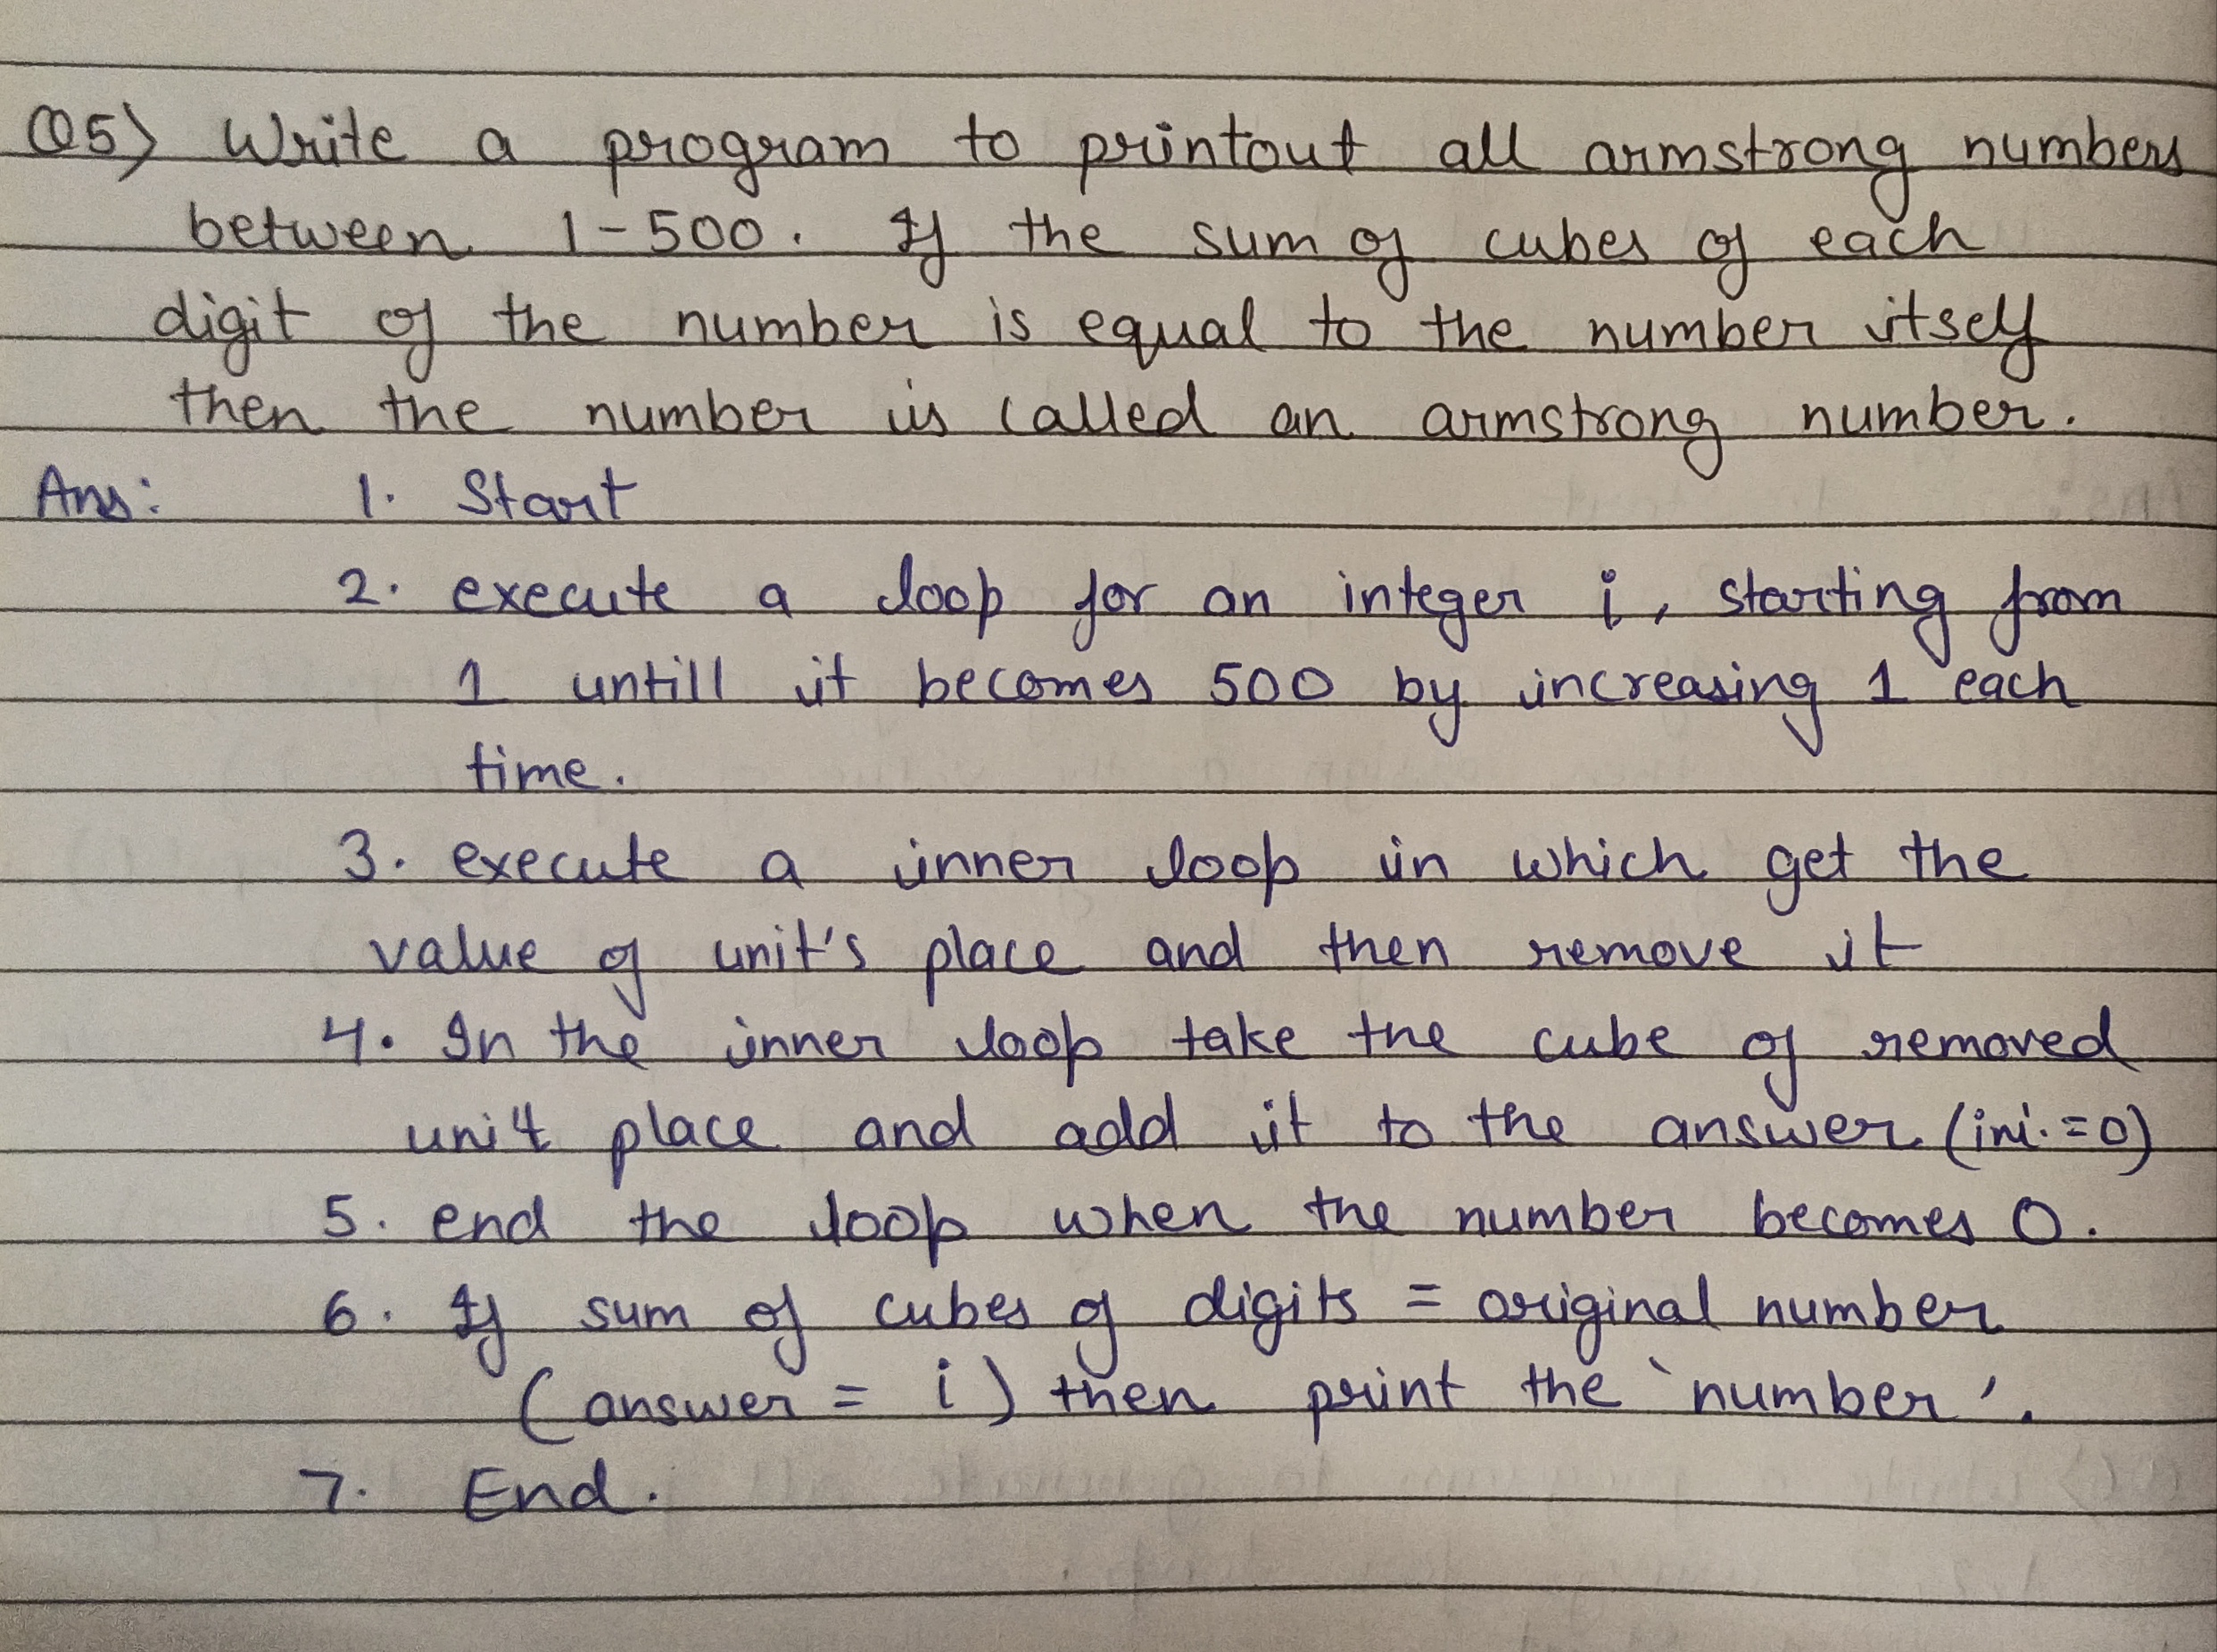 Q5) Write a program to printout all armstrong numbers
between 1-500. If the sum of cubes of each
digit of the number is equal to the number itself
then the number is called an armstrong number.
Ans: 1. Start
2. execute a loop for an integer i, starting from
1 untill it becomes 500 by increasing 1 each
time.
3. execute a inner loop in which get the
value of unit's place and then remove it
4. In the inner loop take the cube of removed
unit place and add it to the answer (ini.=0)
5. end the loop when the number becomes 0.
6. If sum of cubes of digits = original number
(answer = i) then print the 'number'.
7. End.